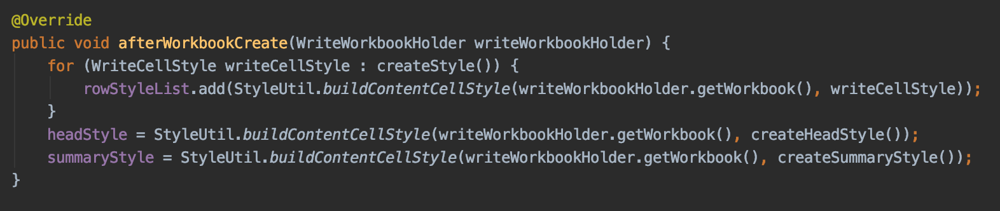 @Override
public void afterWorkbookCreate(WriteWorkbookHolder writeWorkbookHolder) {
    for (WriteCellStyle writeCellStyle : createStyle()) {
        rowStyleList.add(StyleUtil.buildContentCellStyle(writeWorkbookHolder.getWorkbook(), writeCellStyle));
    }
    headStyle = StyleUtil.buildContentCellStyle(writeWorkbookHolder.getWorkbook(), createHeadStyle());
    summaryStyle = StyleUtil.buildContentCellStyle(writeWorkbookHolder.getWorkbook(), createSummaryStyle());
}